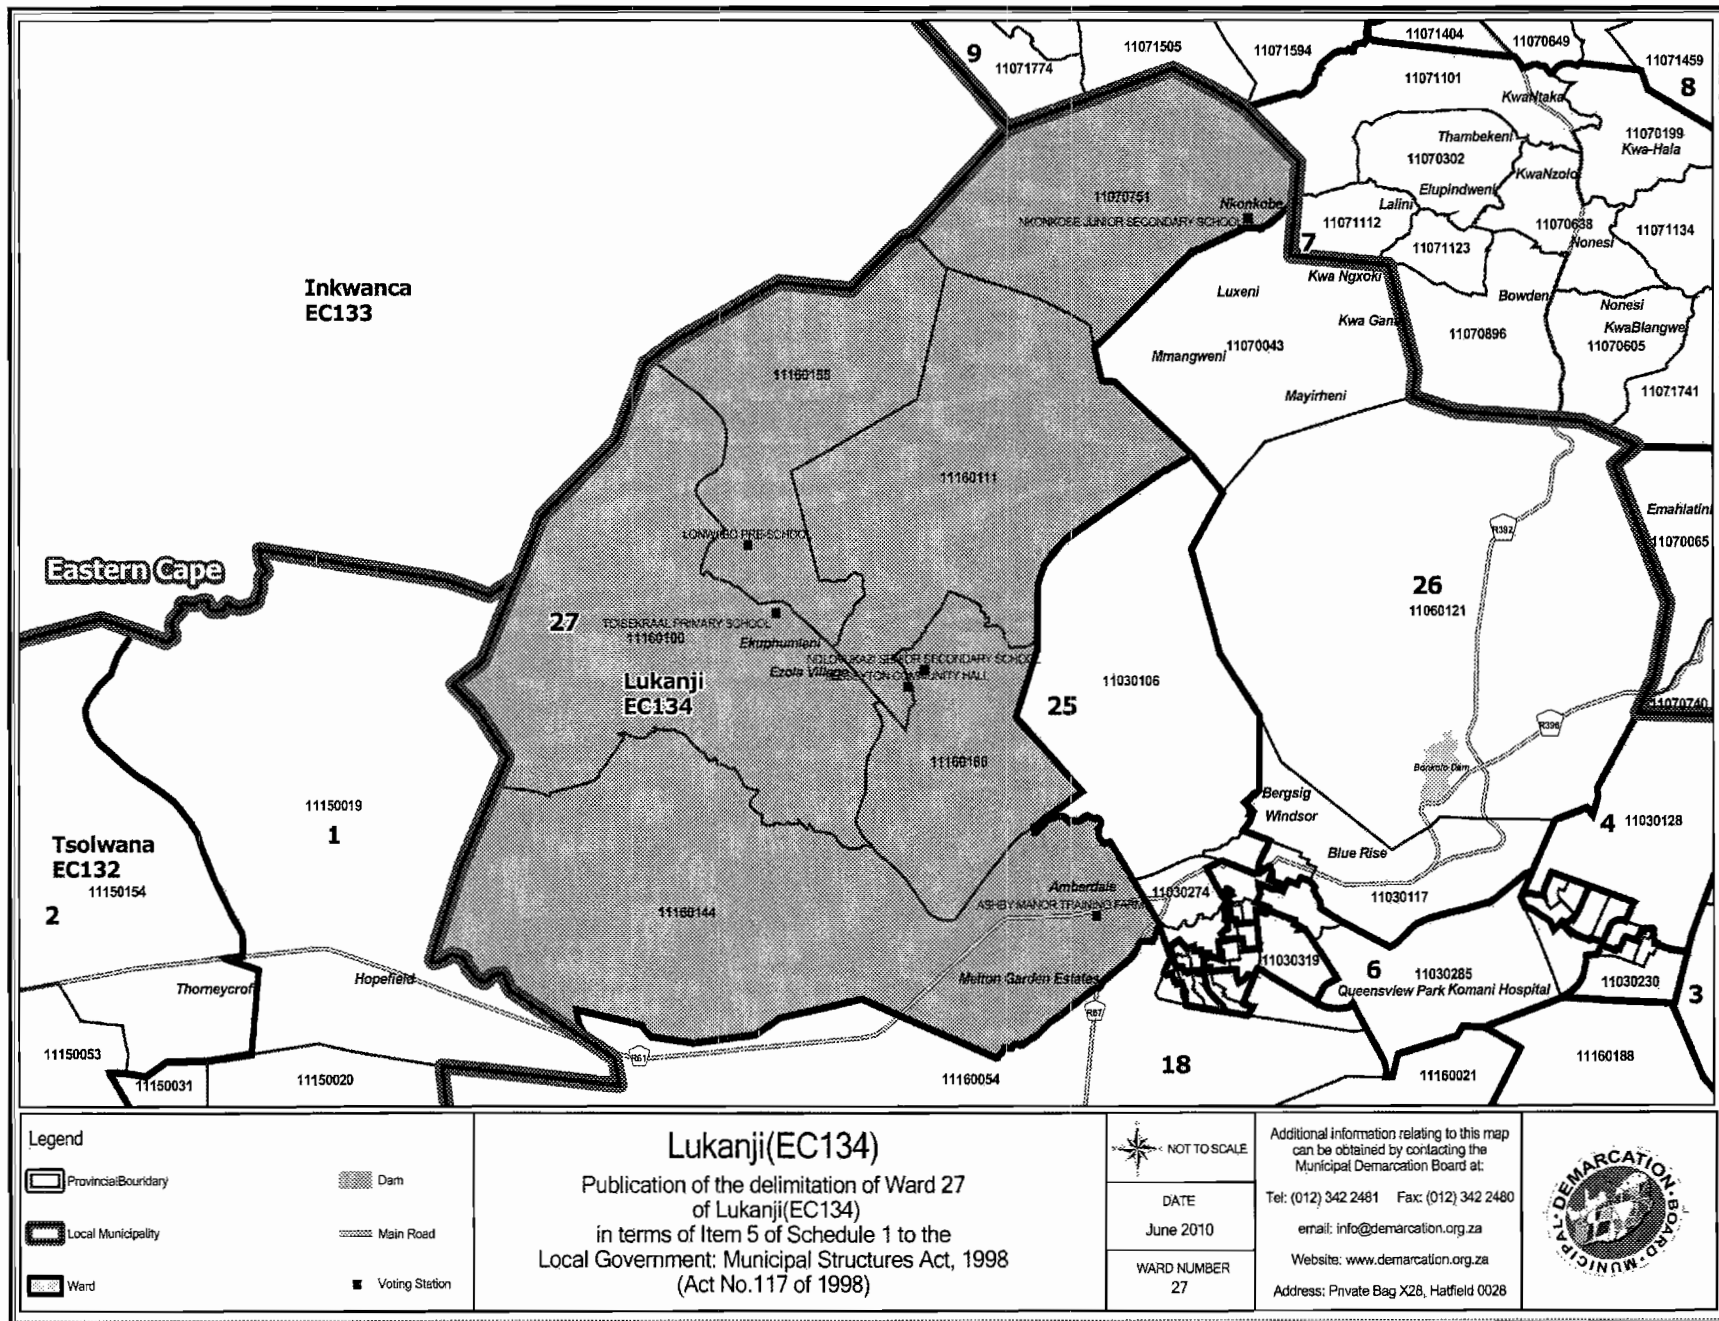 9
11071774
11071505
11071594
11071404
11070649
11071459
8
11071101
KwaNtaka
Thambekeni
11070302
11070199
Kwa-Hala
KwaNzolo
Elupindweni
Lalini
11071112
11070638
Nonesi
11071134
11071123
7
11070751
Nkonkobe
NKONKOBE JUNIOR SECONDARY SCHOOL
Kwa Ngxoki
Luxeni
Bowden
Nonesi
KwaBlangwe
11070605
Kwa Gana
11070896
Mmangweni
11070043
Mayirheni
11071741
Inkwanca
EC133
11160155
11160111
R392
Emahlatini
11070065
PRE-SCHOOL
Eastern Cape
27
26
11060121
TOISEKRAAL PRIMARY SCHOOL
11160100
Ekuphumleni
SECONDARY SCHOOL
Ezola Village
COMMUNITY HALL
Lukanji
EC134
11030106
25
11070740
R396
Bonkolo Dam
11160166
Bergsig
Windsor
11150019
1
4
11030128
Tsolwana
EC132
11150154
2
Blue Rise
Amberdale
ASHBY MANOR TRAINING FARM
11030274
11030117
11160144
11030319
6
11030285
Queensview Park
Komani Hospital
11030230
3
Melton Garden Estates
Thorneycroft
Hopefield
R67
11150053
R61
11150031
11150020
11160054
18
11160021
11160188
Legend
Provincial Boundary
Local Municipality
Ward
Dam
Main Road
Voting Station
Lukanji(EC134)
Publication of the delimitation of Ward 27
of Lukanji(EC134)
in terms of Item 5 of Schedule 1 to the
Local Government: Municipal Structures Act, 1998
(Act No.117 of 1998)
NOT TO SCALE
DATE
June 2010
WARD NUMBER
27
Additional information relating to this map
can be obtained by contacting the
Municipal Demarcation Board at:
Tel: (012) 342 2481 Fax: (012) 342 2480
email: info@demarcation.org.za
Website: www.demarcation.org.za
Address: Private Bag X28, Hatfield 0028
MUNICIPAL DEMARCATION BOARD